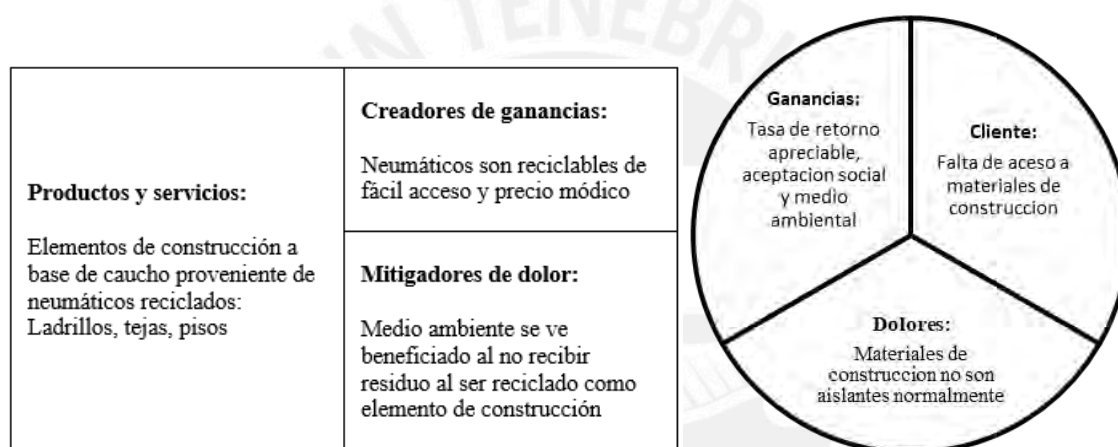 IN TENEBRI
Productos y servicios:
Elementos de construcción a
base de caucho proveniente de
neumáticos reciclados:
Ladrillos, tejas, pisos
Creadores de ganancias:
Neumáticos son reciclables de
fácil acceso y precio módico
Mitigadores de dolor:
Medio ambiente se ve
beneficiado al no recibir
residuo al ser reciclado como
elemento de construcción
Ganancias:
Tasa de retorno
apreciable,
aceptacion social
y medio
ambiental
Cliente:
Falta de aceso a
materiales de
construccion
Dolores:
Materiales de
construccion no son
aislantes normalmente